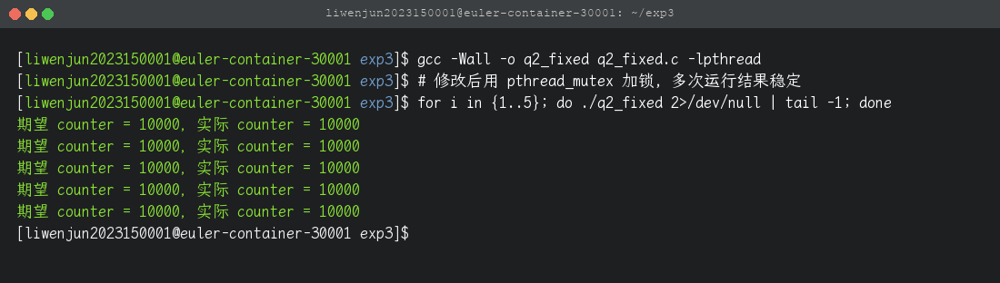 liwenjun2023150001@euler-container-30001: ~/exp3
[liwenjun2023150001@euler-container-30001 exp3]$ gcc -Wall -o q2_fixed q2_fixed.c -lpthread
[liwenjun2023150001@euler-container-30001 exp3]$ # 修改后用 pthread_mutex 加锁, 多次运行结果稳定
[liwenjun2023150001@euler-container-30001 exp3]$ for i in {1..5}; do ./q2_fixed 2>/dev/null | tail -1; done
期望 counter = 10000, 实际 counter = 10000
期望 counter = 10000, 实际 counter = 10000
期望 counter = 10000, 实际 counter = 10000
期望 counter = 10000, 实际 counter = 10000
期望 counter = 10000, 实际 counter = 10000
[liwenjun2023150001@euler-container-30001 exp3]$